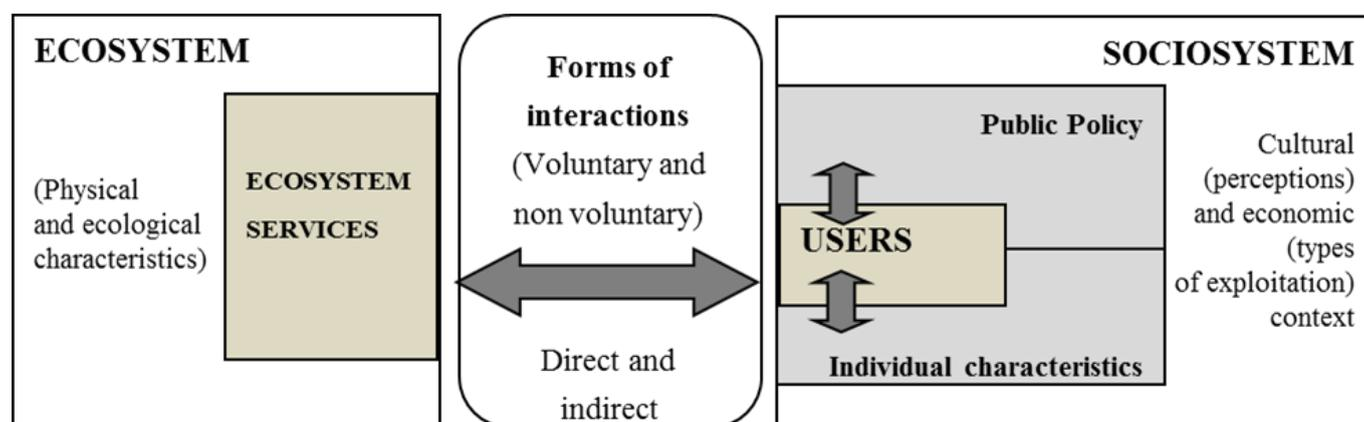 ECOSYSTEM
(Physical
and ecological
characteristics)
ECOSYSTEM
SERVICES
Forms of
interactions
(Voluntary and
non voluntary)
Direct and
indirect
SOCIOSYSTEM
Public Policy
USERS
Individual characteristics
Cultural
(perceptions)
and economic
(types
of exploitation)
context